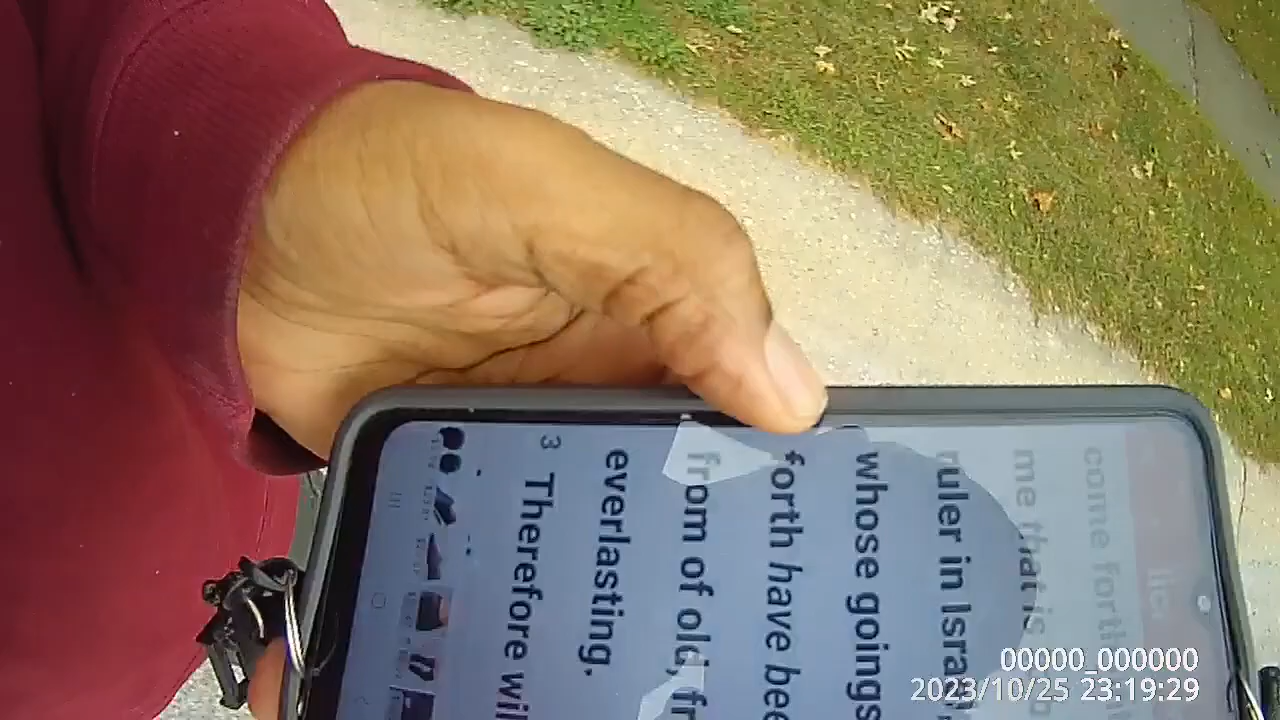 come forth
me that is
ruler in Israel,
whose goings
forth have bee
from of old, fr
everlasting.
3 Therefore wil
00000_000000
2023/10/25 23:19:29